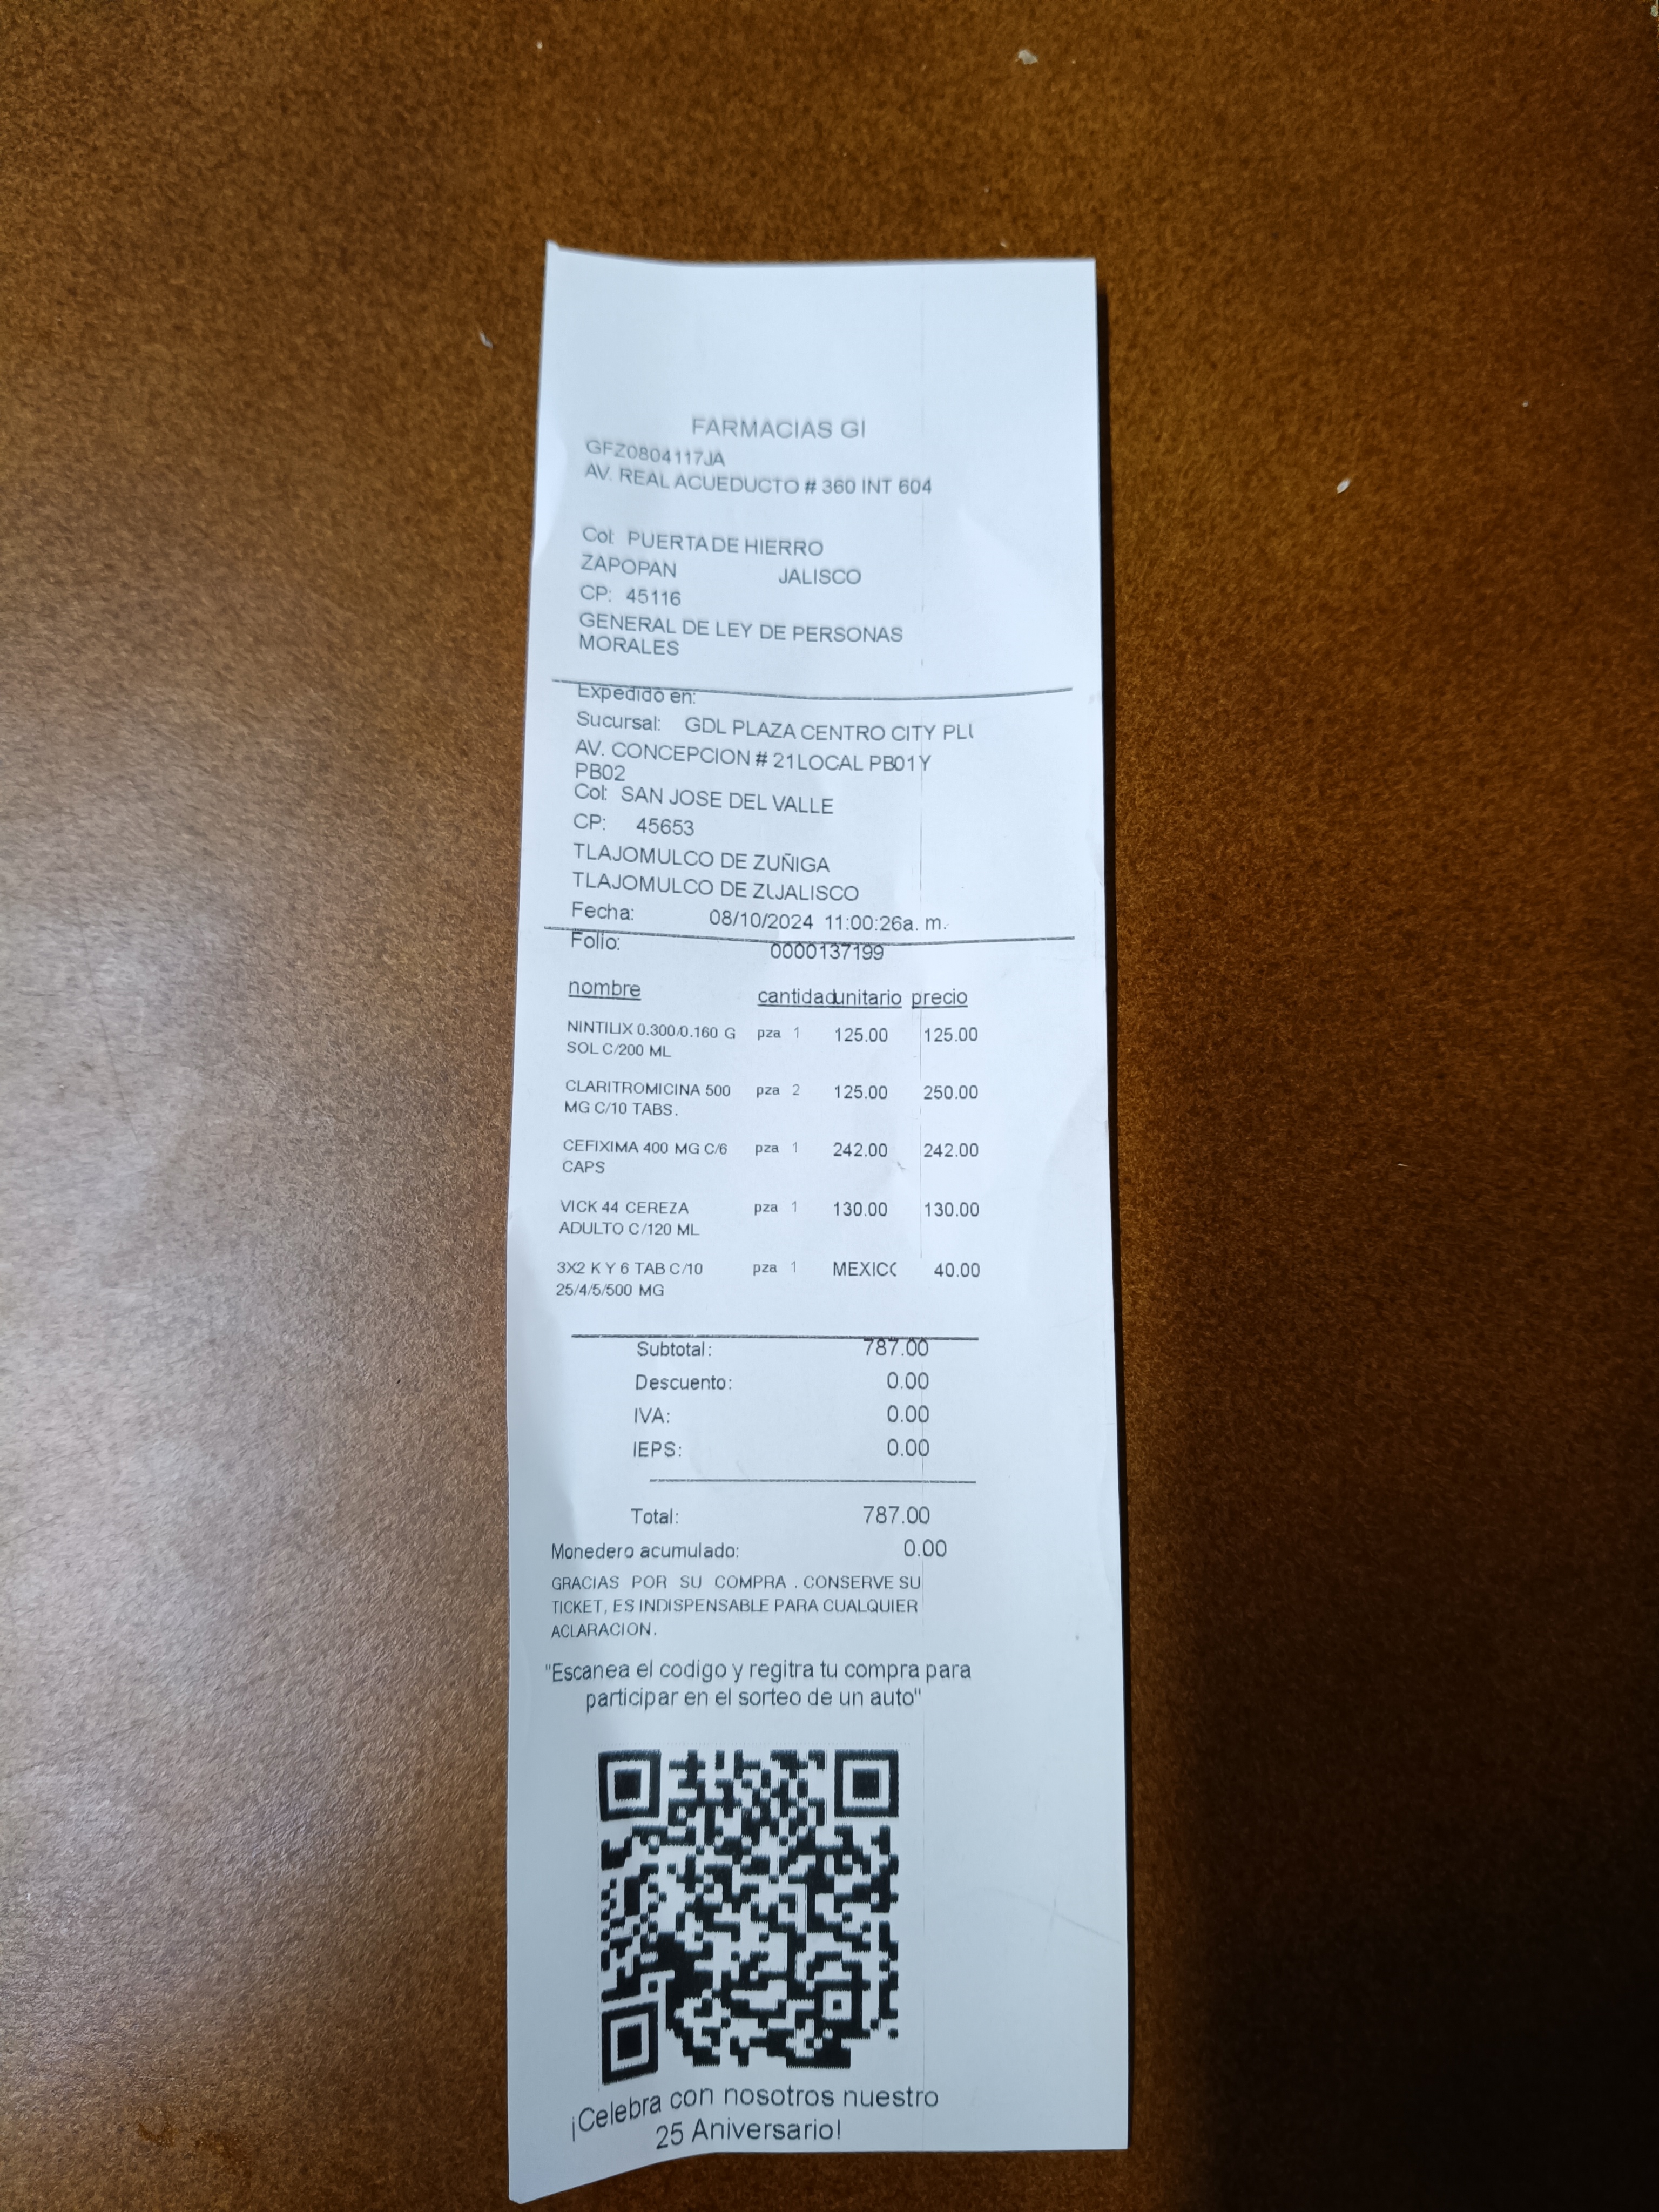 FARMACIAS GI
GFZ0804117JA
AV. REAL ACUEDUCTO # 360 INT 604
Col: PUERTA DE HIERRO
ZAPOPAN JALISCO
CP: 45116
GENERAL DE LEY DE PERSONAS
MORALES
Expedido en:
Sucursal: GDL PLAZA CENTRO CITY PLU
AV. CONCEPCION # 21LOCAL PB01Y
PB02
Col: SAN JOSE DEL VALLE
CP: 45653
TLAJOMULCO DE ZUÑIGA
TLAJOMULCO DE ZUJALISCO
Fecha: 08/10/2024 11:00:26a. m.
Folio: 0000137199
nombre cantidad unitario precio
NINTILIX 0.300/0.160 G pza 1 125.00 125.00
SOL C/200 ML
CLARITROMICINA 500 pza 2 125.00 250.00
MG C/10 TABS.
CEFIXIMA 400 MG C/6 pza 1 242.00 242.00
CAPS
VICK 44 CEREZA pza 1 130.00 130.00
ADULTO C/120 ML
3X2 K Y 6 TAB C/10 pza 1 MEXICO 40.00
25/4/5/500 MG
Subtotal: 787.00
Descuento: 0.00
IVA: 0.00
IEPS: 0.00
Total: 787.00
Monedero acumulado: 0.00
GRACIAS POR SU COMPRA . CONSERVE SU
TICKET, ES INDISPENSABLE PARA CUALQUIER
ACLARACION.
"Escanea el codigo y regitra tu compra para
participar en el sorteo de un auto"
¡Celebra con nosotros nuestro
25 Aniversario!